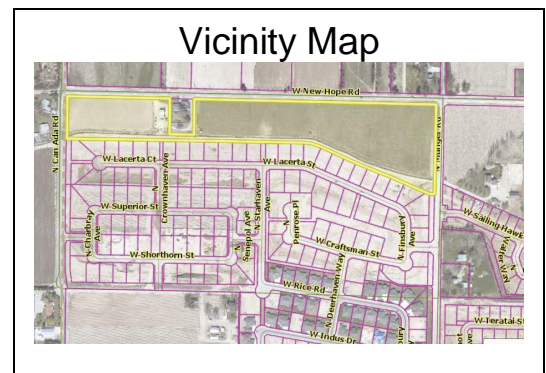 Vicinity Map
W New Hope Rd
N Can Ada Rd
W Lacerta Ct
W Lacerta St
N Crownhaven Ave
N Starhaven Ave
W Superior St
N Charbray Ave
N Senepol Ave
N Penrose Pl
W Craftsman St
N Finsbury Ave
W Sailing Hawk
W Shorthorn St
N Deerhaven Way
W Rice Rd
W Indus Dr
W Teratai St